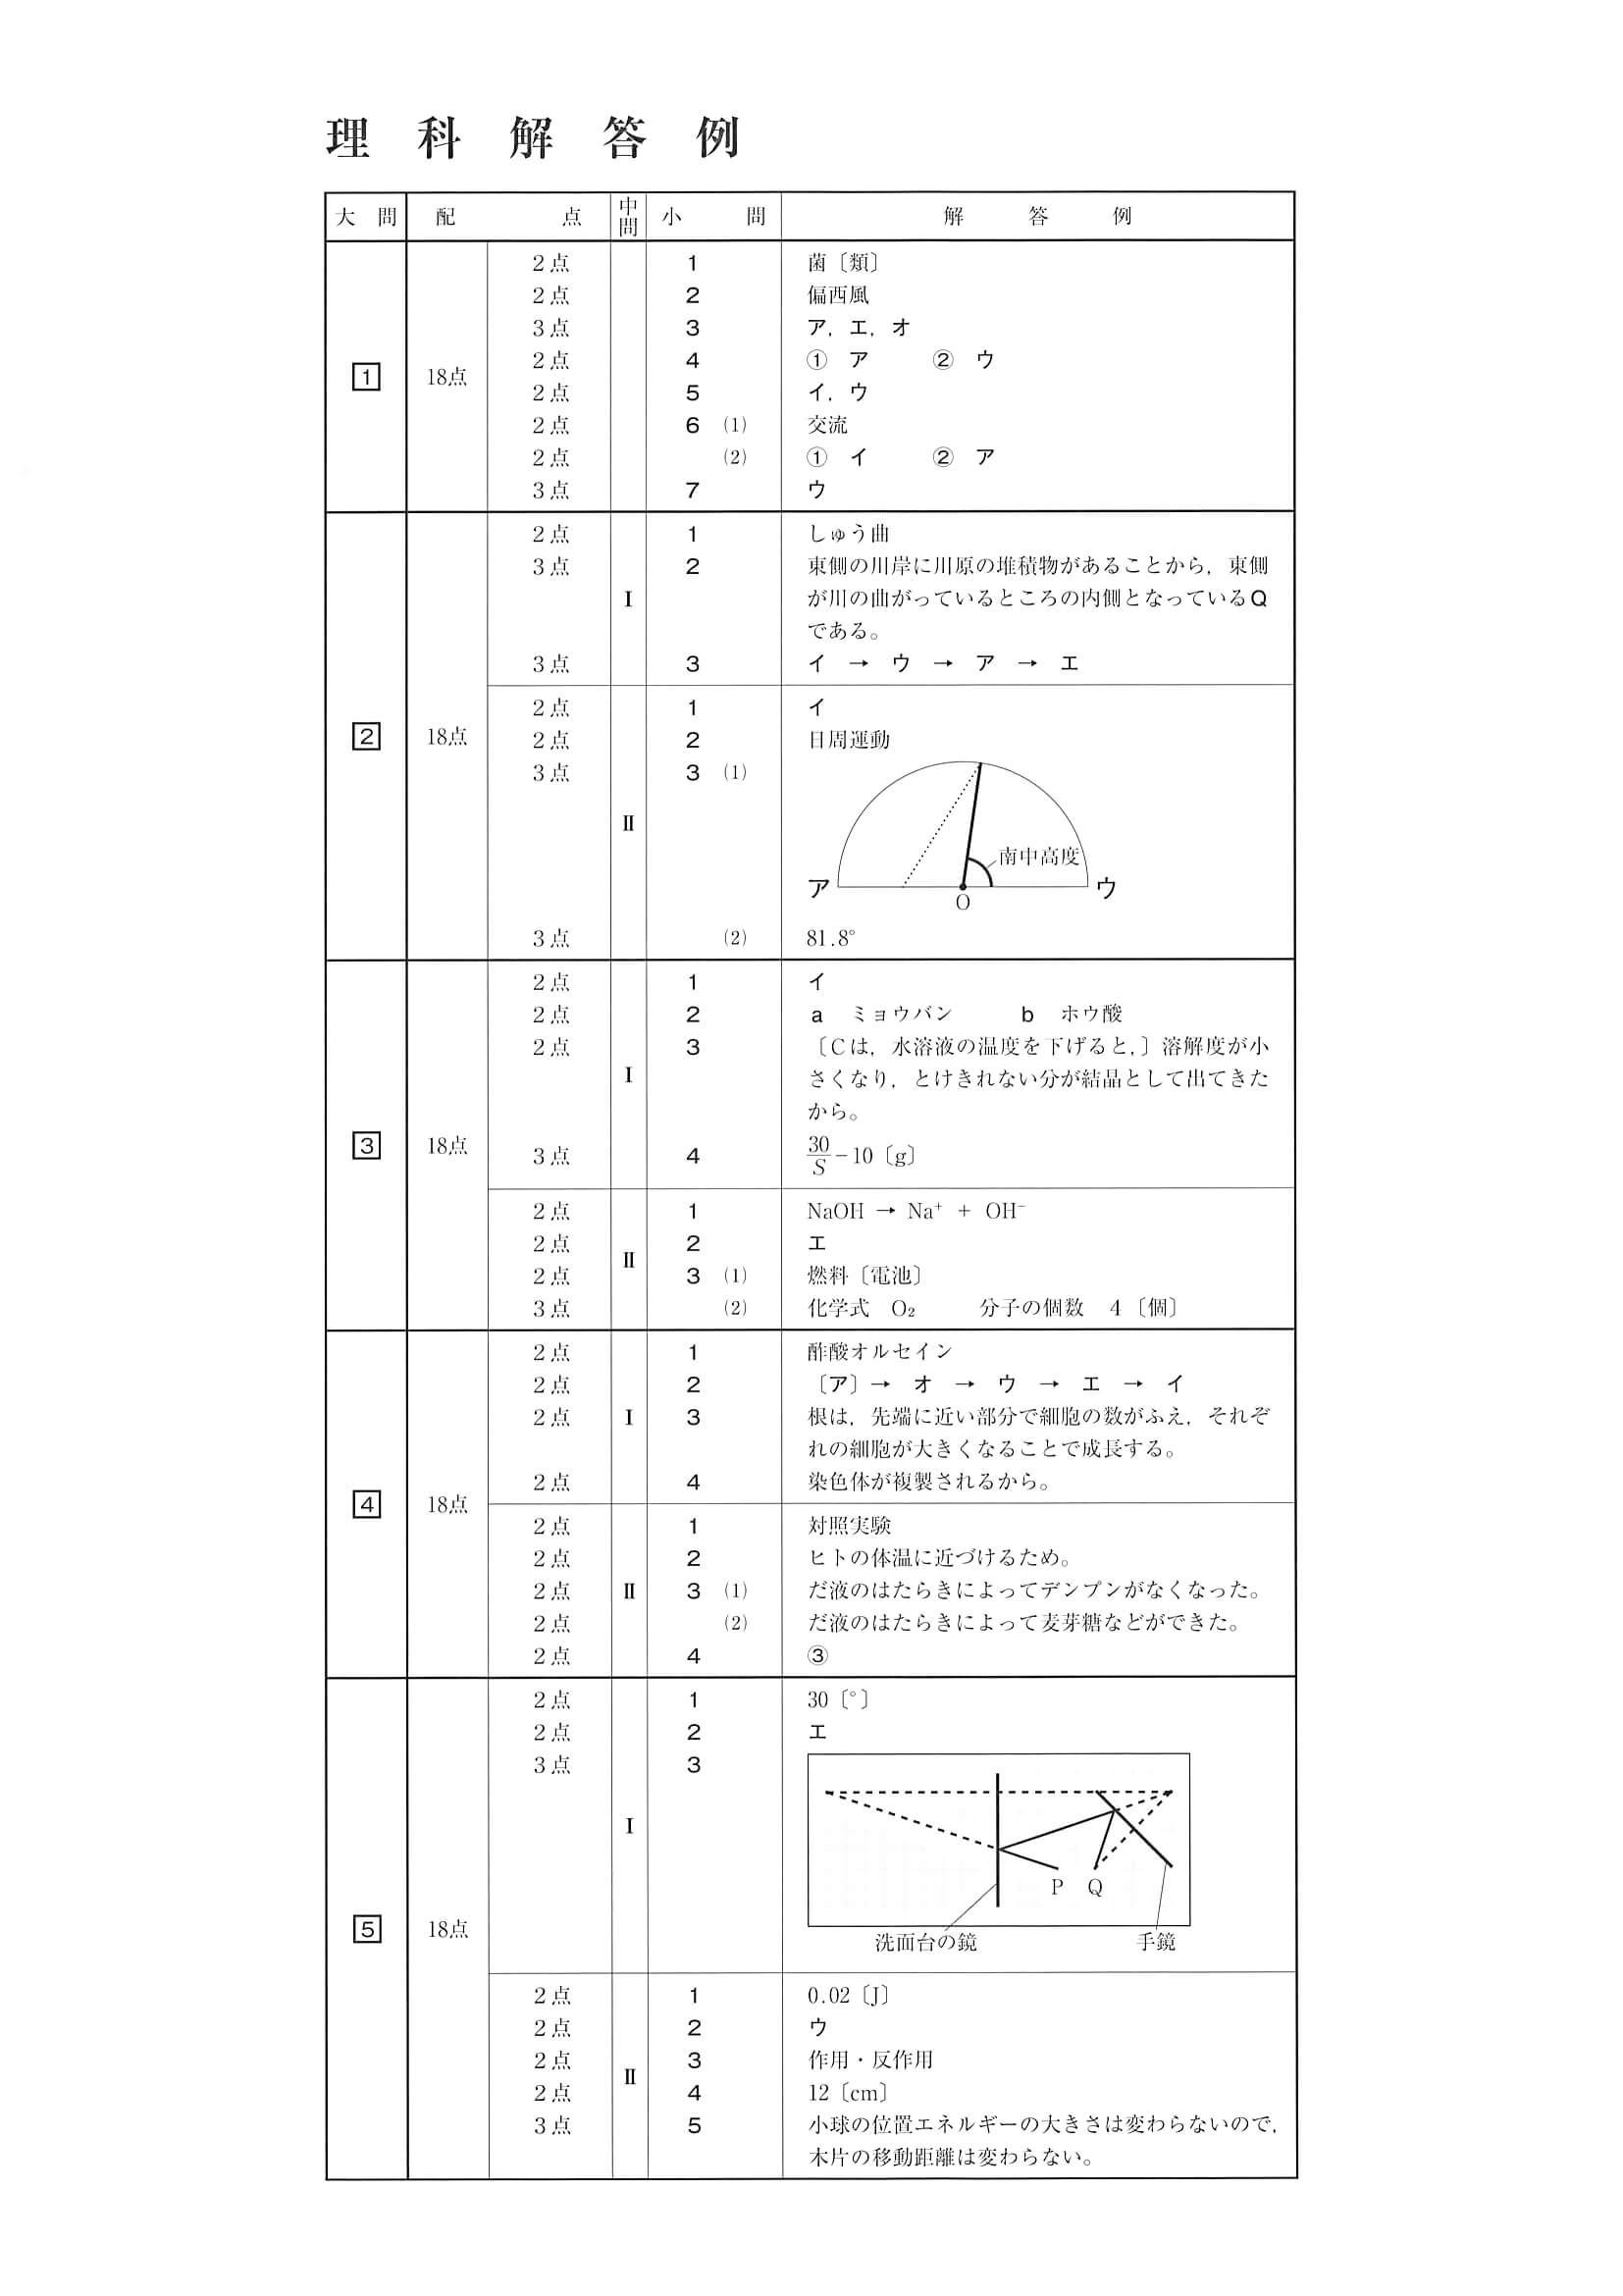 理科解答例
大問 配点 中問 小問 解答例
1 18点
2点 1 菌〔類〕
2点 2 偏西風
3点 3 ア,エ,オ
2点 4 ① ア ② ウ
2点 5 イ,ウ
2点 6 (1) 交流
2点 (2) ① イ ② ア
3点 7 ウ
2 18点
I
2点 1 しゅう曲
3点 2 東側の川岸に川原の堆積物があることから,東側
が川の曲がっているところの内側となっているQ
である。
3点 3 イ → ウ → ア → エ
II
2点 1 イ
2点 2 日周運動
3点 3 (1)
南中高度
ア O ウ
3点 (2) 81.8°
3 18点
I
2点 1 イ
2点 2 a ミョウバン b ホウ酸
2点 3 〔Cは,水溶液の温度を下げると,〕溶解度が小
さくなり,とけきれない分が結晶として出てきた
から。
3点 4 30/S − 10〔g〕
II
2点 1 NaOH → Na⁺ + OH⁻
2点 2 エ
2点 3 (1) 燃料〔電池〕
3点 (2) 化学式 O₂ 分子の個数 4〔個〕
4 18点
I
2点 1 酢酸オルセイン
2点 2 〔ア〕→ オ → ウ → エ → イ
2点 3 根は,先端に近い部分で細胞の数がふえ,それぞ
れの細胞が大きくなることで成長する。
2点 4 染色体が複製されるから。
II
2点 1 対照実験
2点 2 ヒトの体温に近づけるため。
2点 3 (1) だ液のはたらきによってデンプンがなくなった。
2点 (2) だ液のはたらきによって麦芽糖などができた。
2点 4 ③
5 18点
I
2点 1 30〔°〕
2点 2 エ
3点 3
P Q
洗面台の鏡 手鏡
II
2点 1 0.02〔J〕
2点 2 ウ
2点 3 作用・反作用
2点 4 12〔cm〕
3点 5 小球の位置エネルギーの大きさは変わらないので,
木片の移動距離は変わらない。